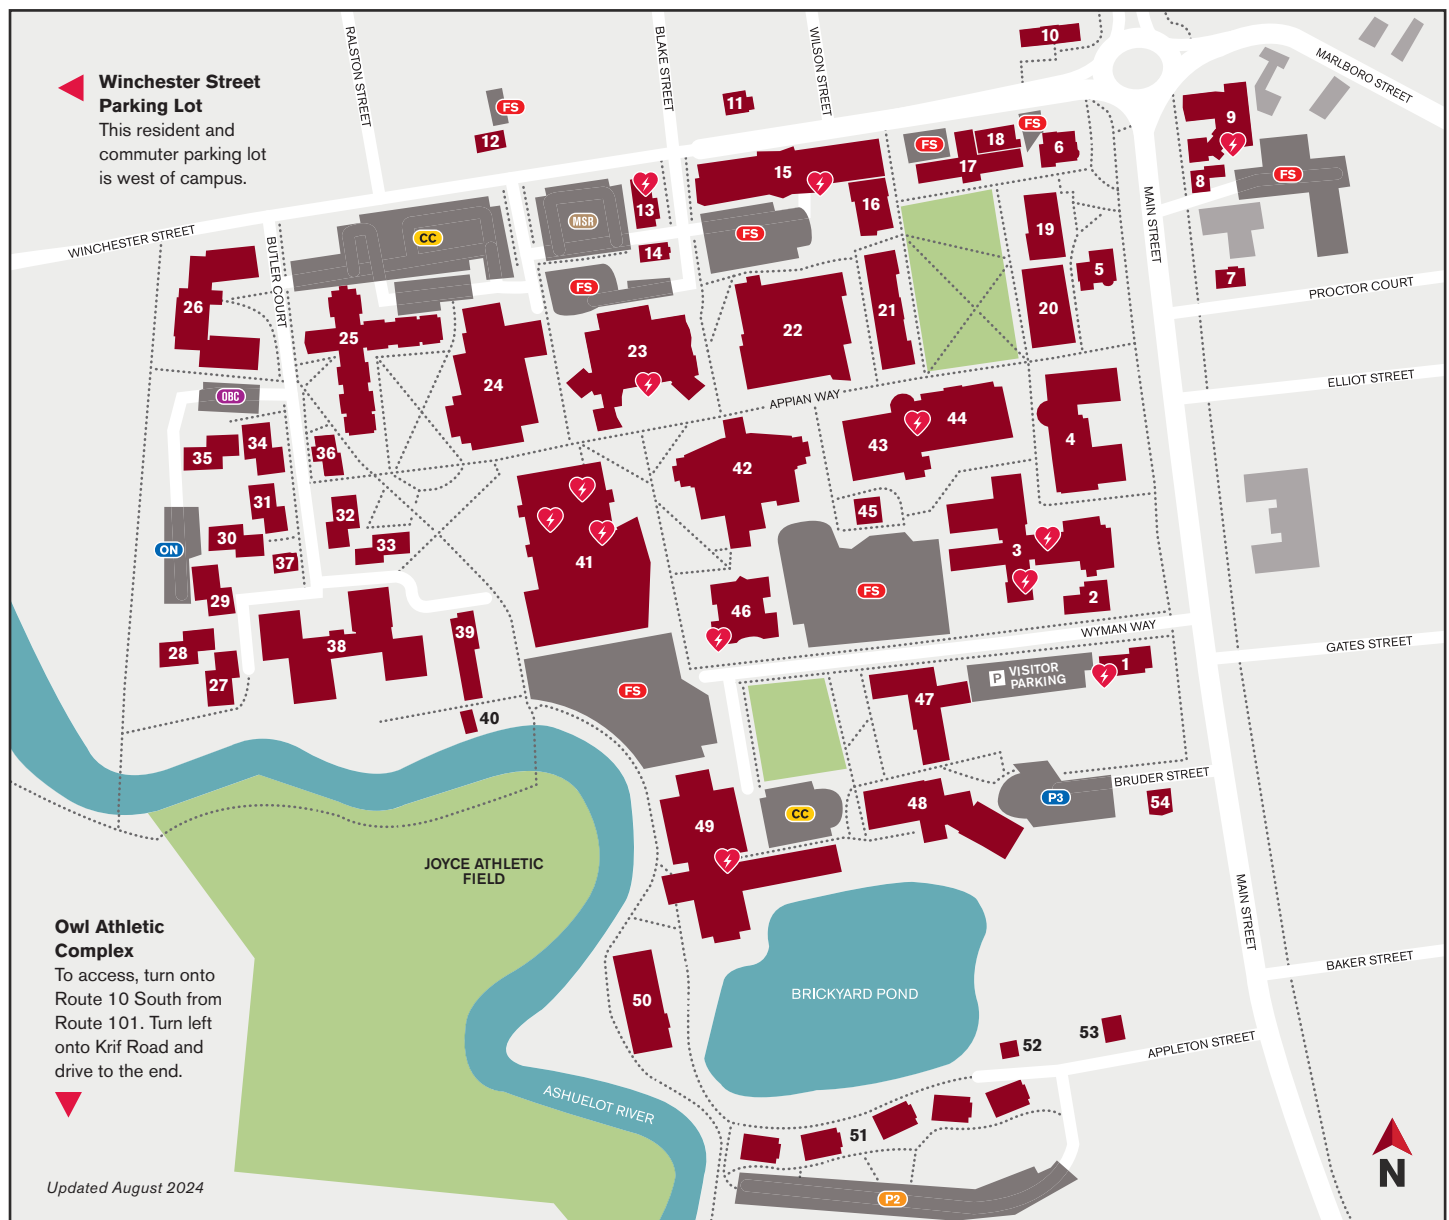 Winchester Street
Parking Lot
This resident and
commuter parking lot
is west of campus.
RALSTON STREET
BLAKE STREET
WILSON STREET
MARLBORO STREET
10
11
FS
12
FS
FS
18
17
6
9
8
FS
7
15
16
13
14
MSR
FS
FS
CC
WINCHESTER STREET
BUTLER COURT
MAIN STREET
PROCTOR COURT
ELLIOT STREET
19
5
20
21
22
23
24
25
26
OBC
APPIAN WAY
44
43
4
42
34
35
36
31
32
30
33
37
ON
29
28
27
38
39
40
41
45
3
2
46
FS
FS
WYMAN WAY
GATES STREET
1
P VISITOR
PARKING
47
BRUDER STREET
P3
54
48
CC
49
JOYCE ATHLETIC
FIELD
Owl Athletic
Complex
To access, turn onto
Route 10 South from
Route 101. Turn left
onto Krif Road and
drive to the end.
MAIN STREET
BAKER STREET
BRICKYARD POND
50
52
53
APPLETON STREET
ASHUELOT RIVER
51
P2
N
Updated August 2024